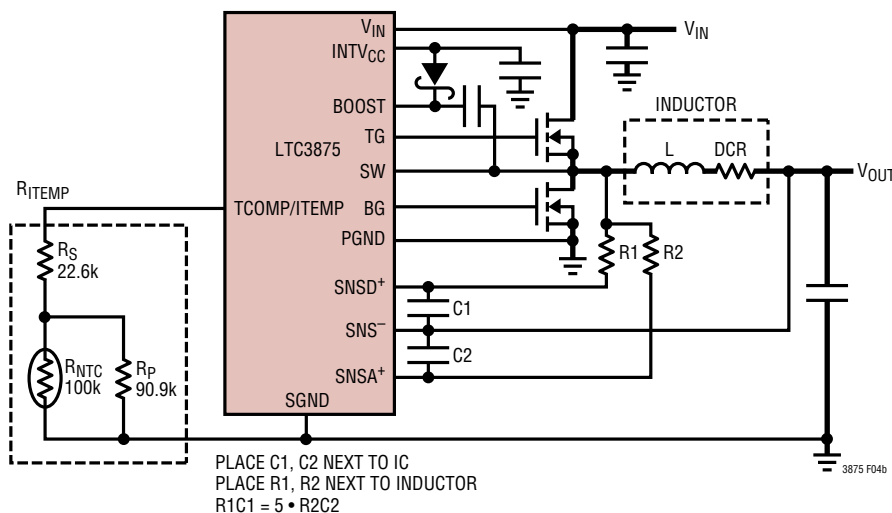 VIN
INTVCC
BOOST
TG
LTC3875
SW
TCOMP/ITEMP
BG
PGND
SNSD+
SNS–
SNSA+
SGND
VIN
INDUCTOR
L
DCR
VOUT
R1
R2
C1
C2
RITEMP
RS
22.6k
RNTC
100k
RP
90.9k
3875 F04b
PLACE C1, C2 NEXT TO IC
PLACE R1, R2 NEXT TO INDUCTOR
R1C1 = 5 • R2C2